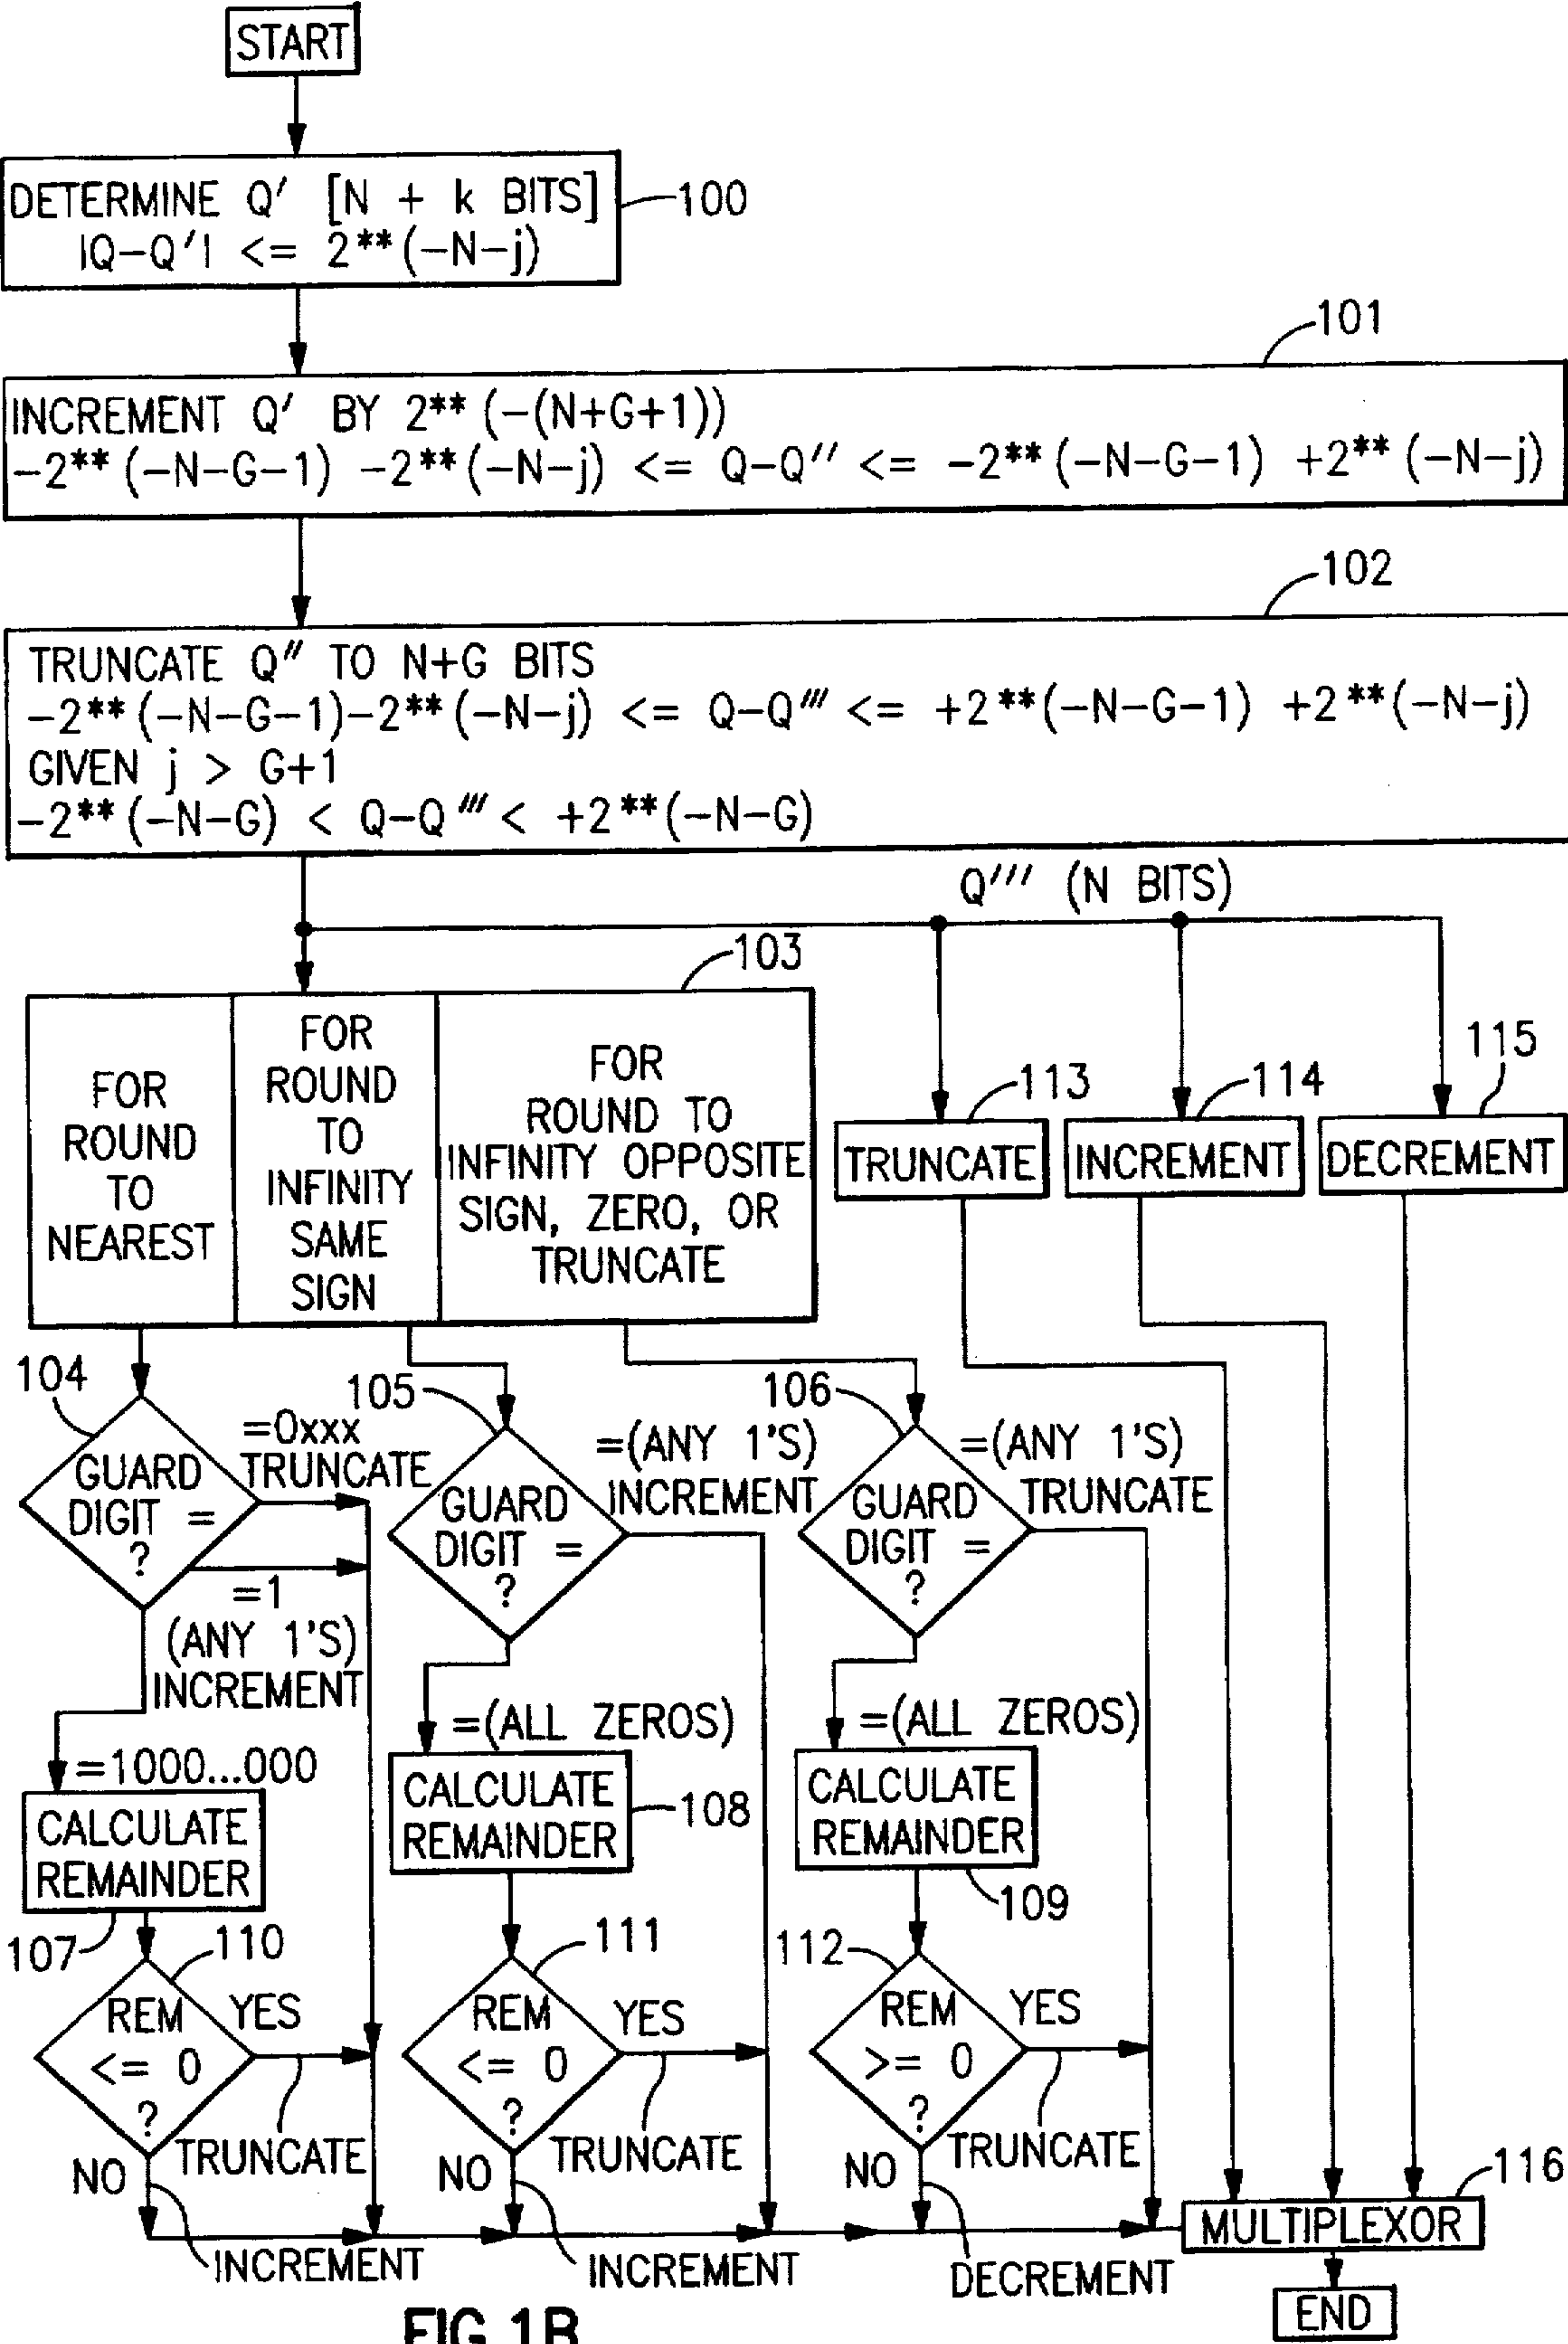 START
DETERMINE Q′ [N + k BITS]
|Q−Q′| <= 2**(−N−j)
100
101
INCREMENT Q′ BY 2**(−(N+G+1))
−2**(−N−G−1) −2**(−N−j) <= Q−Q″ <= −2**(−N−G−1) +2**(−N−j)
102
TRUNCATE Q″ TO N+G BITS
−2**(−N−G−1)−2**(−N−j) <= Q−Q‴ <= +2**(−N−G−1) +2**(−N−j)
GIVEN j > G+1
−2**(−N−G) < Q−Q‴ < +2**(−N−G)
Q‴ (N BITS)
103
FOR
ROUND
TO
NEAREST
FOR
ROUND
TO
INFINITY
SAME
SIGN
FOR
ROUND TO
INFINITY OPPOSITE
SIGN, ZERO, OR
TRUNCATE
113
TRUNCATE
114
INCREMENT
115
DECREMENT
104
GUARD
DIGIT =
?
=0xxx
TRUNCATE
=1
(ANY 1'S)
INCREMENT
105
GUARD
DIGIT =
?
=(ANY 1'S)
INCREMENT
106
GUARD
DIGIT =
?
=(ANY 1'S)
TRUNCATE
=1000...000
CALCULATE
REMAINDER
107
=(ALL ZEROS)
CALCULATE
REMAINDER
108
=(ALL ZEROS)
CALCULATE
REMAINDER
109
110
REM
<= 0
?
YES
TRUNCATE
NO
INCREMENT
111
REM
<= 0
?
YES
TRUNCATE
NO
INCREMENT
112
REM
>= 0
?
YES
TRUNCATE
NO
DECREMENT
116
MULTIPLEXOR
END
FIG.1B